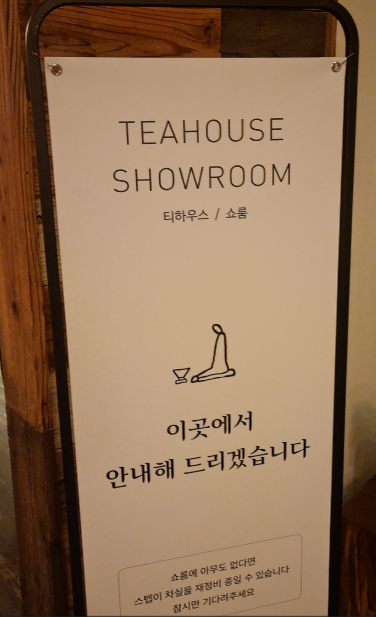 TEAHOUSE
SHOWROOM
티하우스 / 쇼룸
이곳에서
안내해 드리겠습니다
쇼룸에 아무도 없다면
스텝이 차실을 재정비 중일 수 있습니다
잠시만 기다려주세요